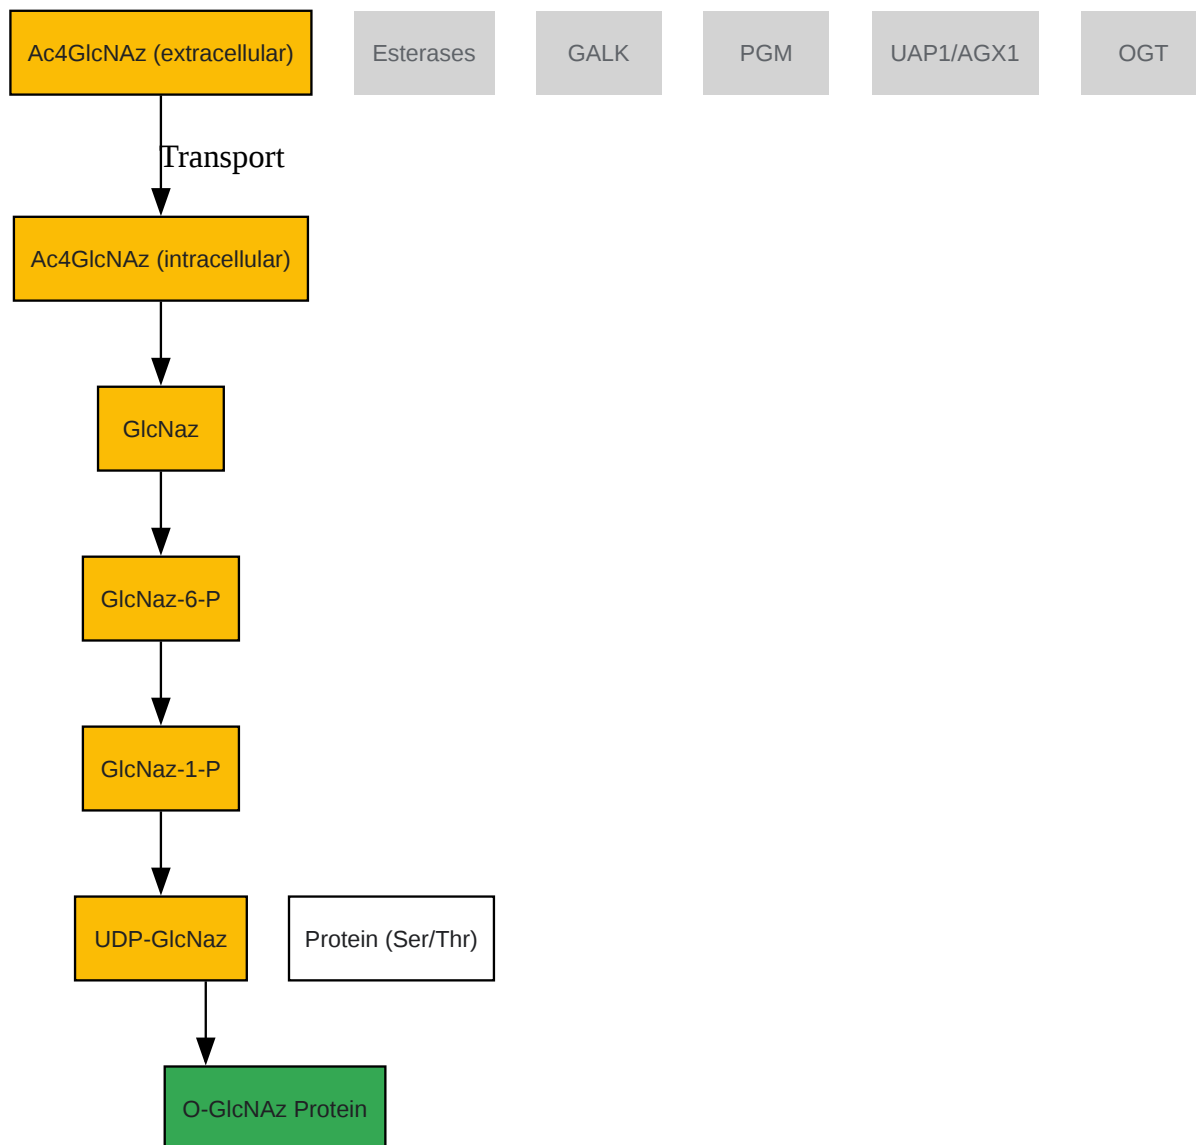 Ac4GlcNAz (extracellular)
Esterases
GALK
PGM
UAP1/AGX1
OGT
Transport
Ac4GlcNAz (intracellular)
GlcNaz
GlcNaz-6-P
GlcNaz-1-P
UDP-GlcNaz
Protein (Ser/Thr)
O-GlcNAz Protein